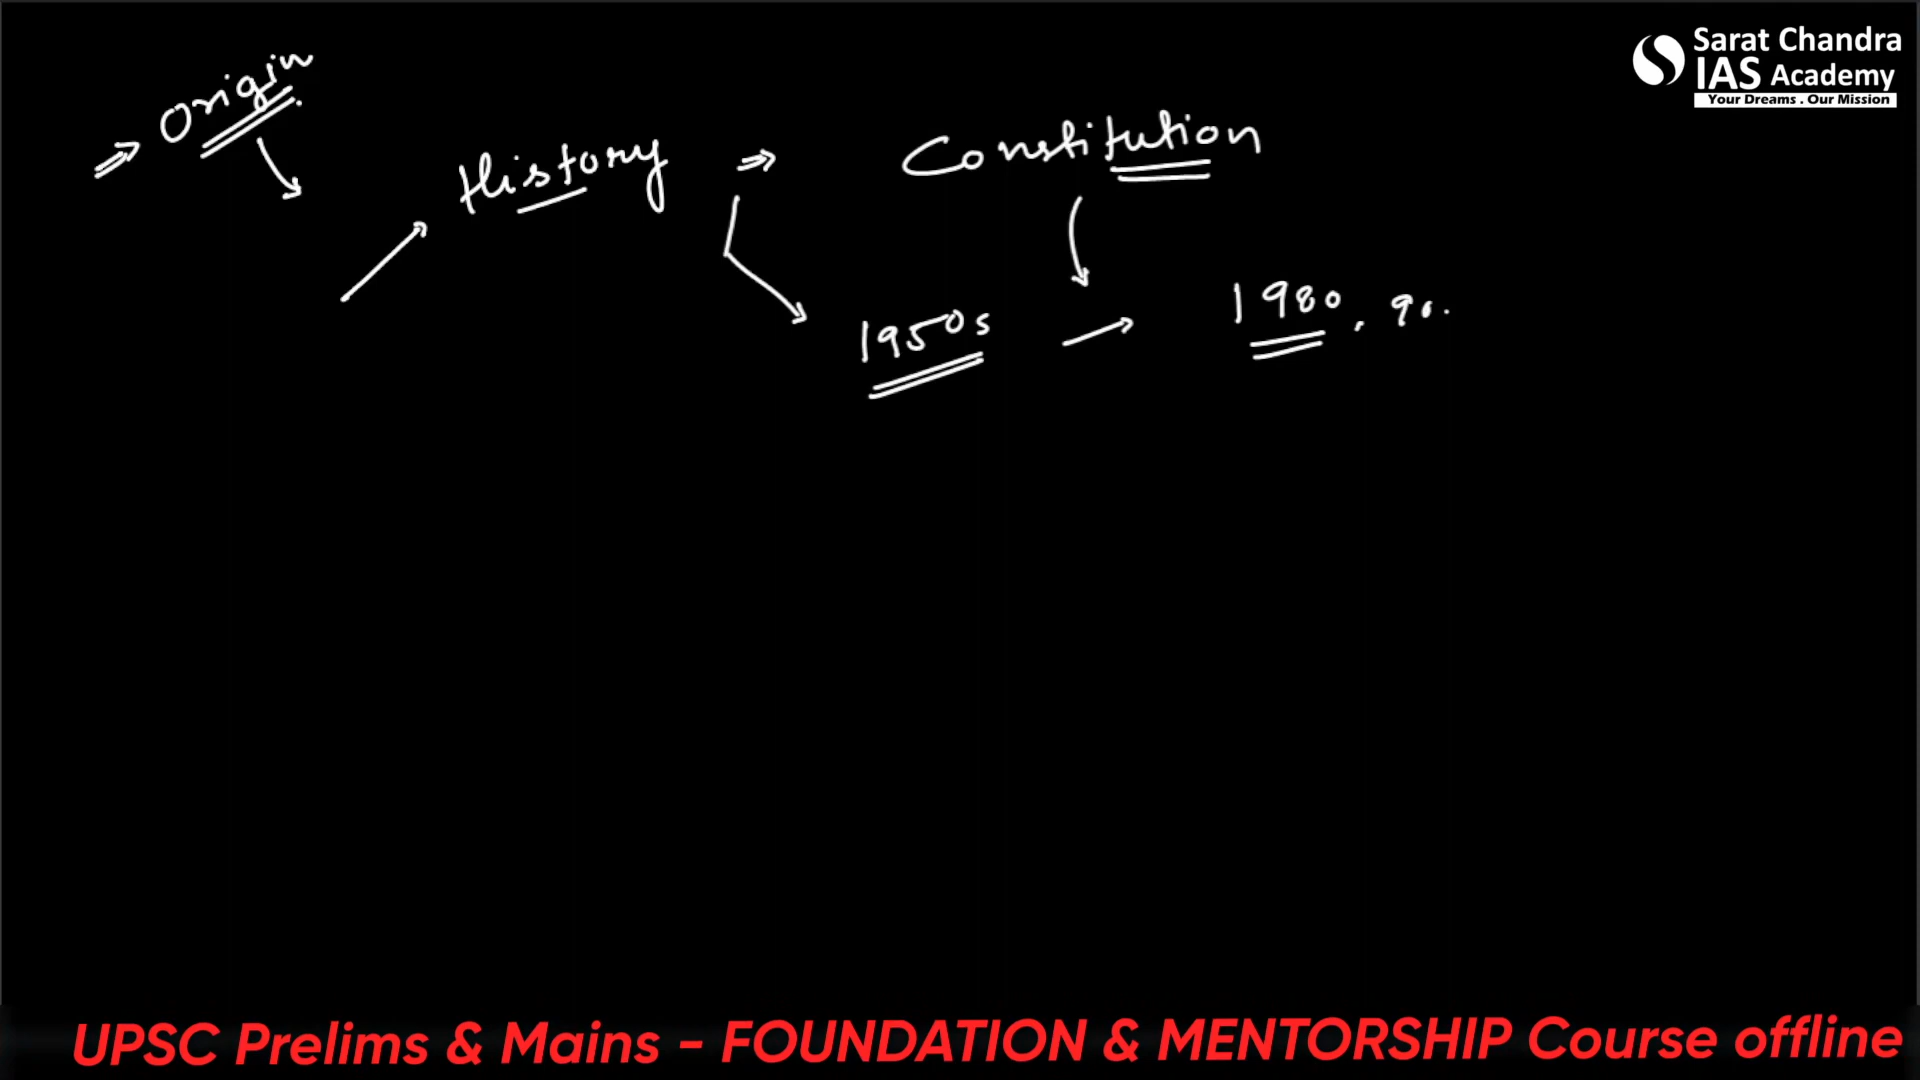 Origin
History
Constitution
1950s
1980, 90.
Sarat Chandra
IAS Academy
Your Dreams . Our Mission
UPSC Prelims & Mains - FOUNDATION & MENTORSHIP Course offline